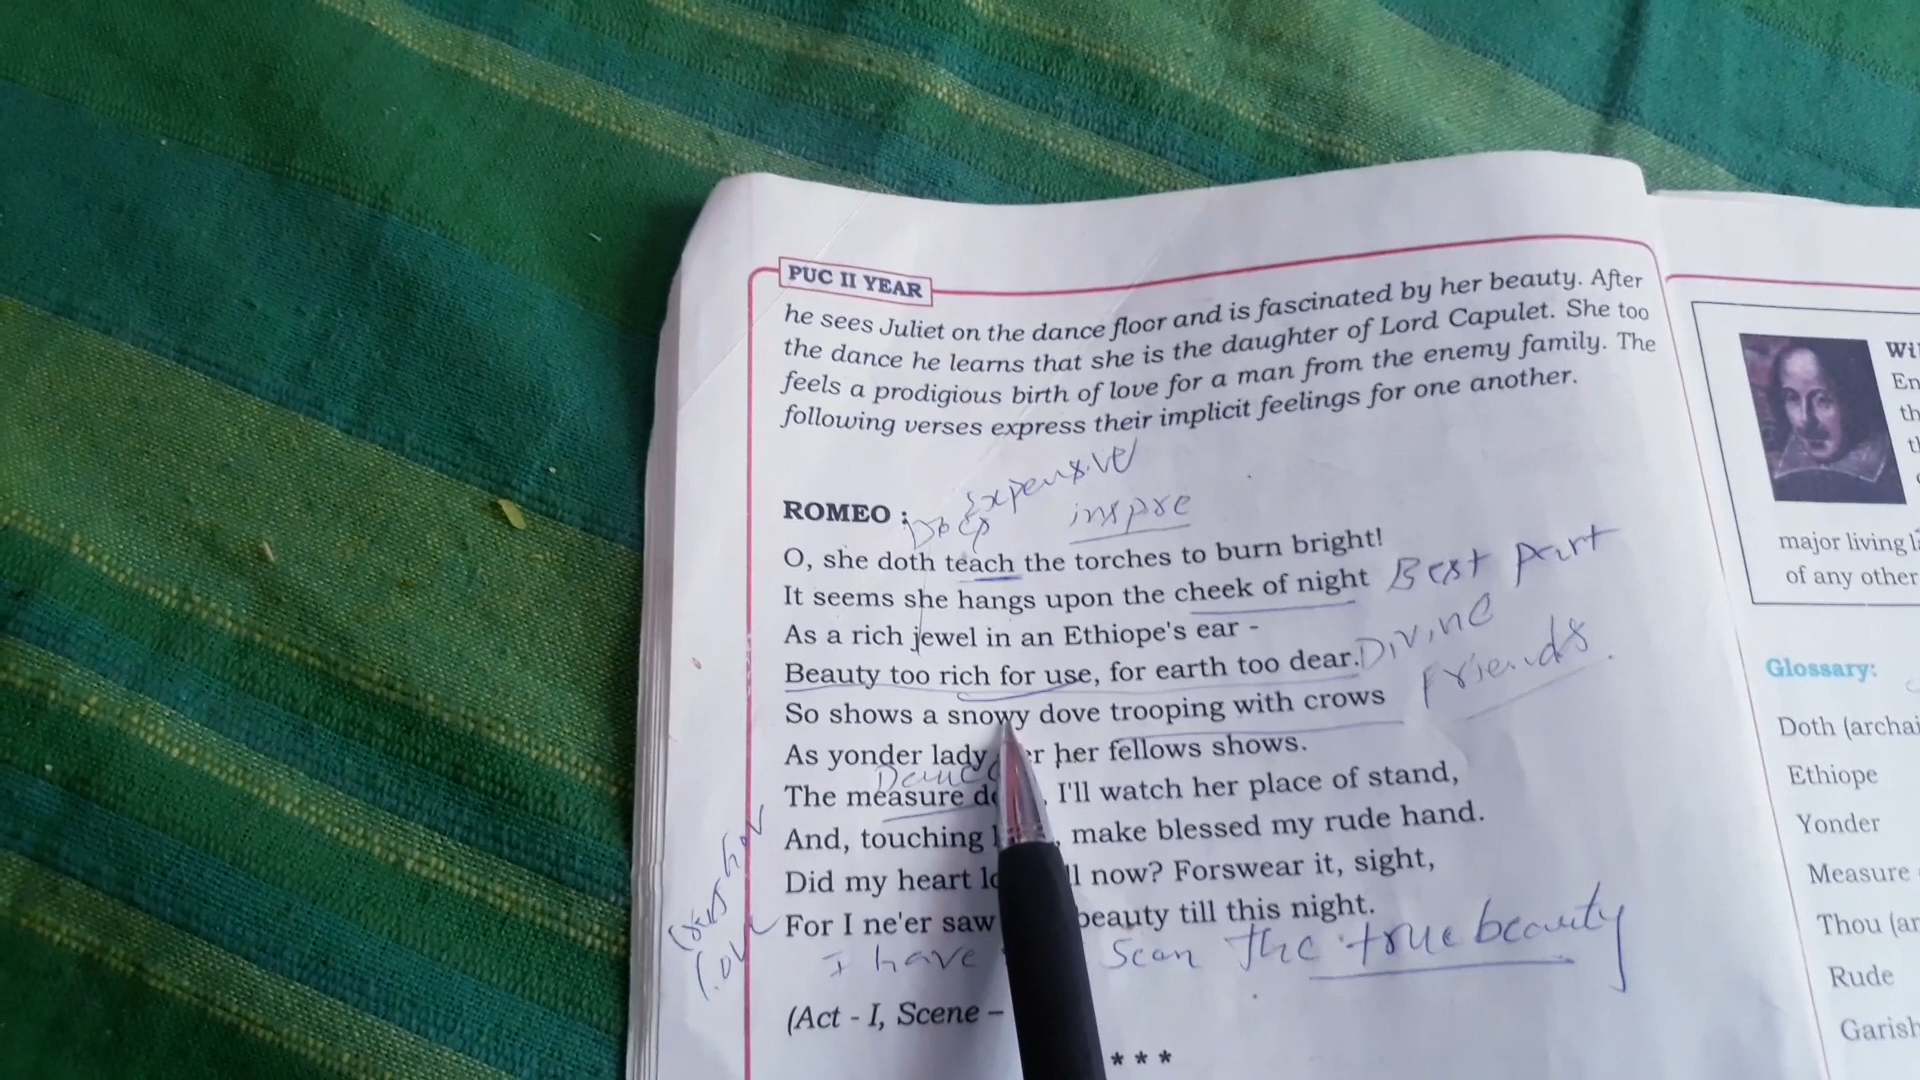 PUC II YEAR
he sees Juliet on the dance floor and is fascinated by her beauty. After
the dance he learns that she is the daughter of Lord Capulet. She too
feels a prodigious birth of love for a man from the enemy family. The
following verses express their implicit feelings for one another.
Expensive
inspre
ROMEO :
O, she doth teach the torches to burn bright!
It seems she hangs upon the cheek of night Best part
As a rich jewel in an Ethiope's ear -
Divine
Beauty too rich for use, for earth too dear.
Friends.
So shows a snowy dove trooping with crows
As yonder lady her fellows shows.
The measure I'll watch her place of stand,
And, touching make blessed my rude hand.
Did my heart now? Forswear it, sight,
For I ne'er saw beauty till this night.
I have The true beauty
(Act - I, Scene –
* * *
major living
of any other
Glossary:
Doth
Ethiope
Yonder
Measure
Thou
Rude